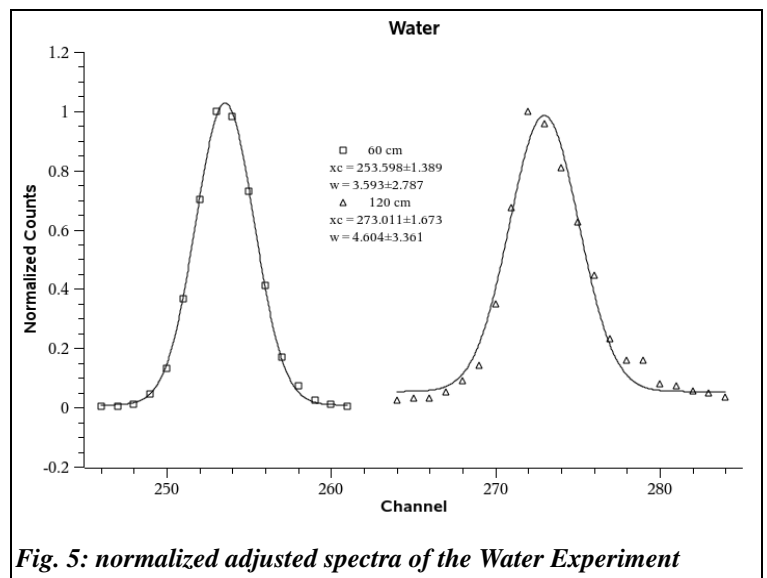 Water
1.2
1
0.8
0.6
0.4
0.2
0
-0.2
Normalized Counts
60 cm
xc = 253.598±1.389
w = 3.593±2.787
120 cm
xc = 273.011±1.673
w = 4.604±3.361
250 260 270 280
Channel
Fig. 5: normalized adjusted spectra of the Water Experiment